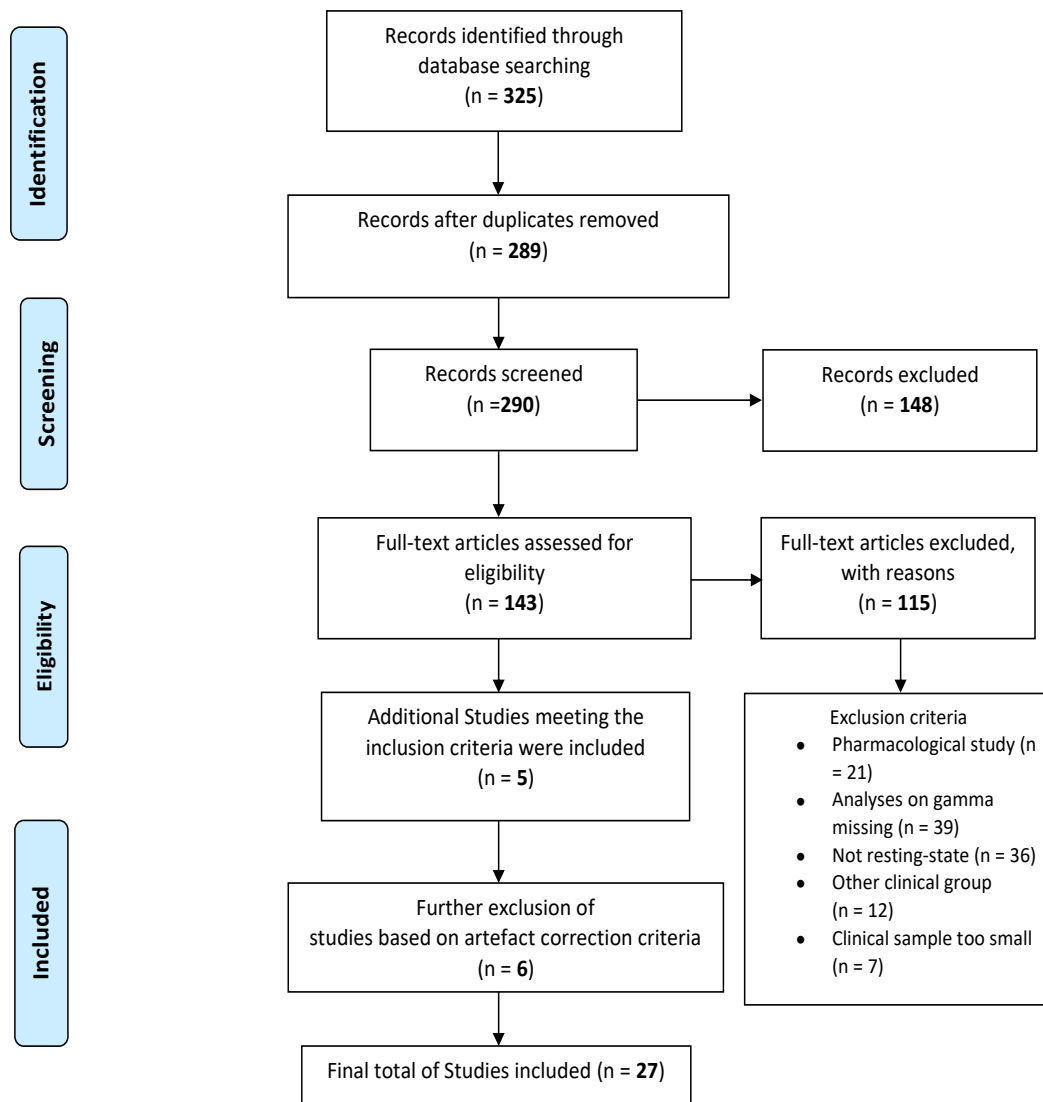 Identification
Records identified through
database searching
(n = 325)
Records after duplicates removed
(n = 289)
Screening
Records screened
(n =290)
Records excluded
(n = 148)
Eligibility
Full-text articles assessed for
eligibility
(n = 143)
Full-text articles excluded,
with reasons
(n = 115)
Additional Studies meeting the
inclusion criteria were included
(n = 5)
Exclusion criteria
• Pharmacological study (n
= 21)
• Analyses on gamma
missing (n = 39)
• Not resting-state (n = 36)
• Other clinical group
(n = 12)
• Clinical sample too small
(n = 7)
Included
Further exclusion of
studies based on artefact correction criteria
(n = 6)
Final total of Studies included (n = 27)